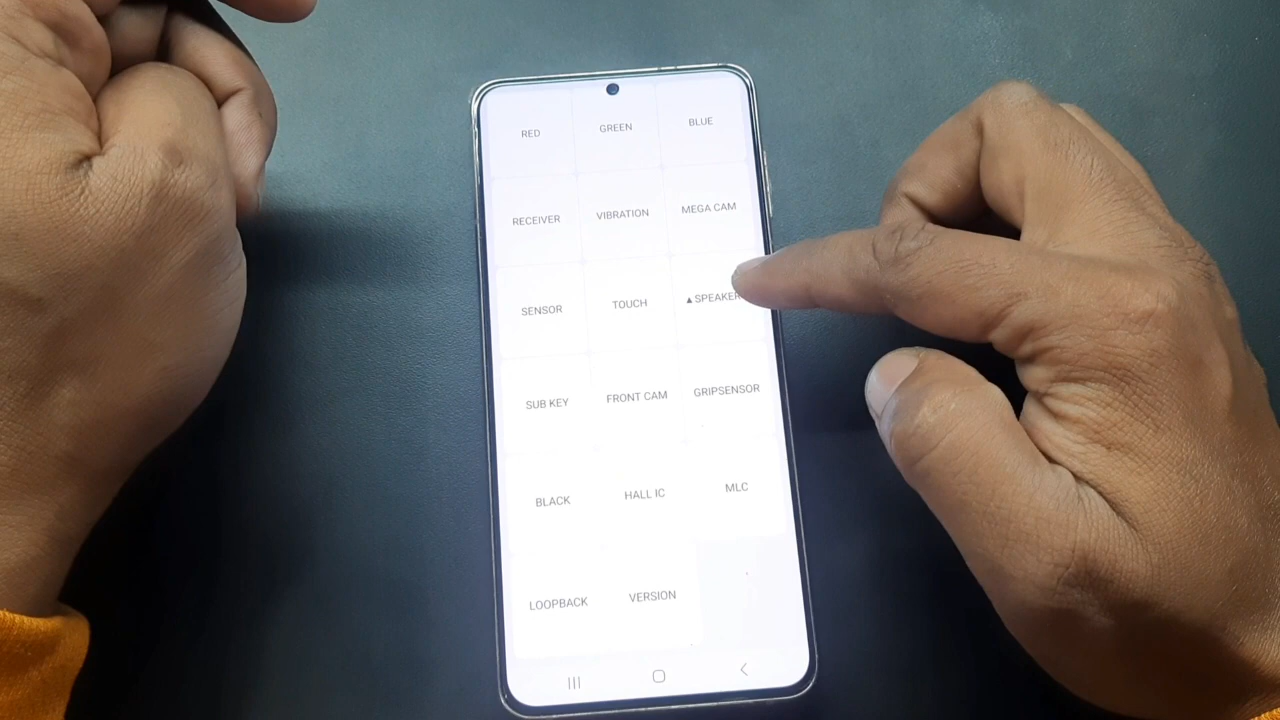 RED GREEN BLUE
RECEIVER VIBRATION MEGA CAM
SENSOR TOUCH ▲SPEAKER
SUB KEY FRONT CAM GRIPSENSOR
BLACK HALL IC MLC
LOOPBACK VERSION